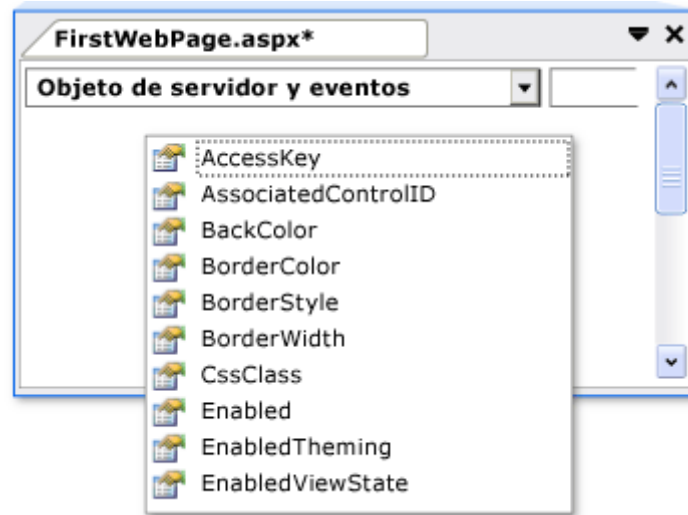 FirstWebPage.aspx*
Objeto de servidor y eventos
AccessKey
AssociatedControlID
BackColor
BorderColor
BorderStyle
BorderWidth
CssClass
Enabled
EnabledTheming
EnabledViewState